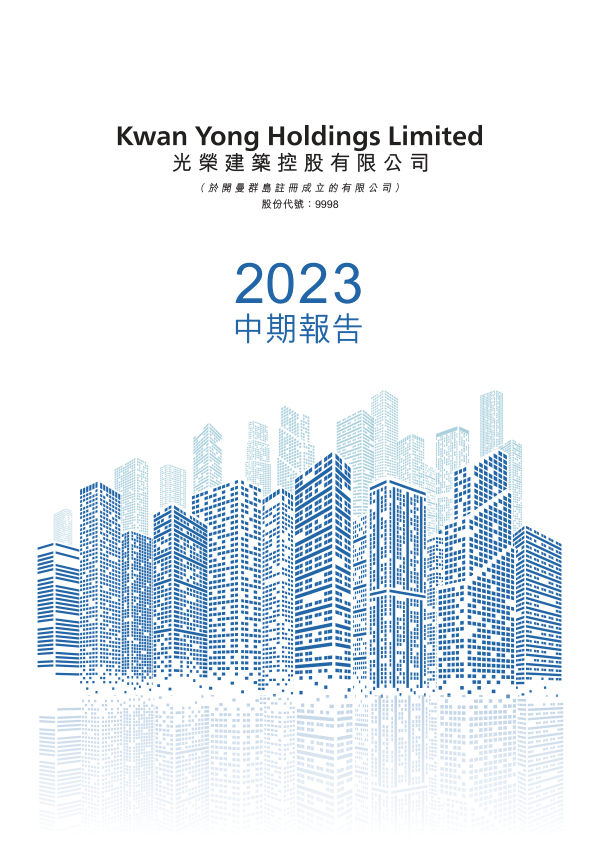 Kwan Yong Holdings Limited
光榮建築控股有限公司
（於開曼群島註冊成立的有限公司）
股份代號：9998
2023
中期報告